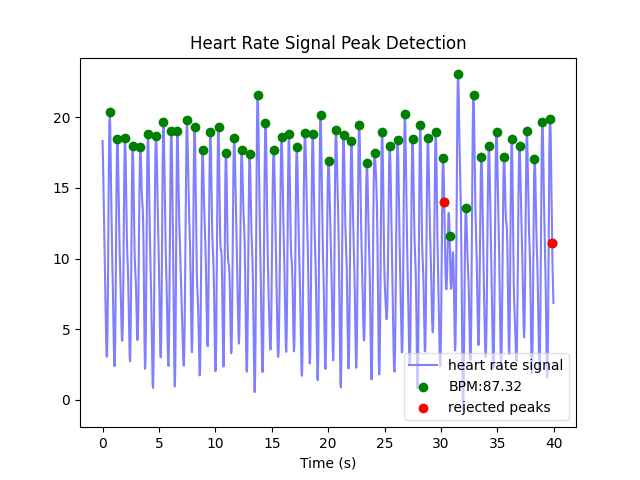 Heart Rate Signal Peak Detection
20
15
10
5
0
heart rate signal
BPM:87.32
rejected peaks
0 5 10 15 20 25 30 35 40
Time (s)